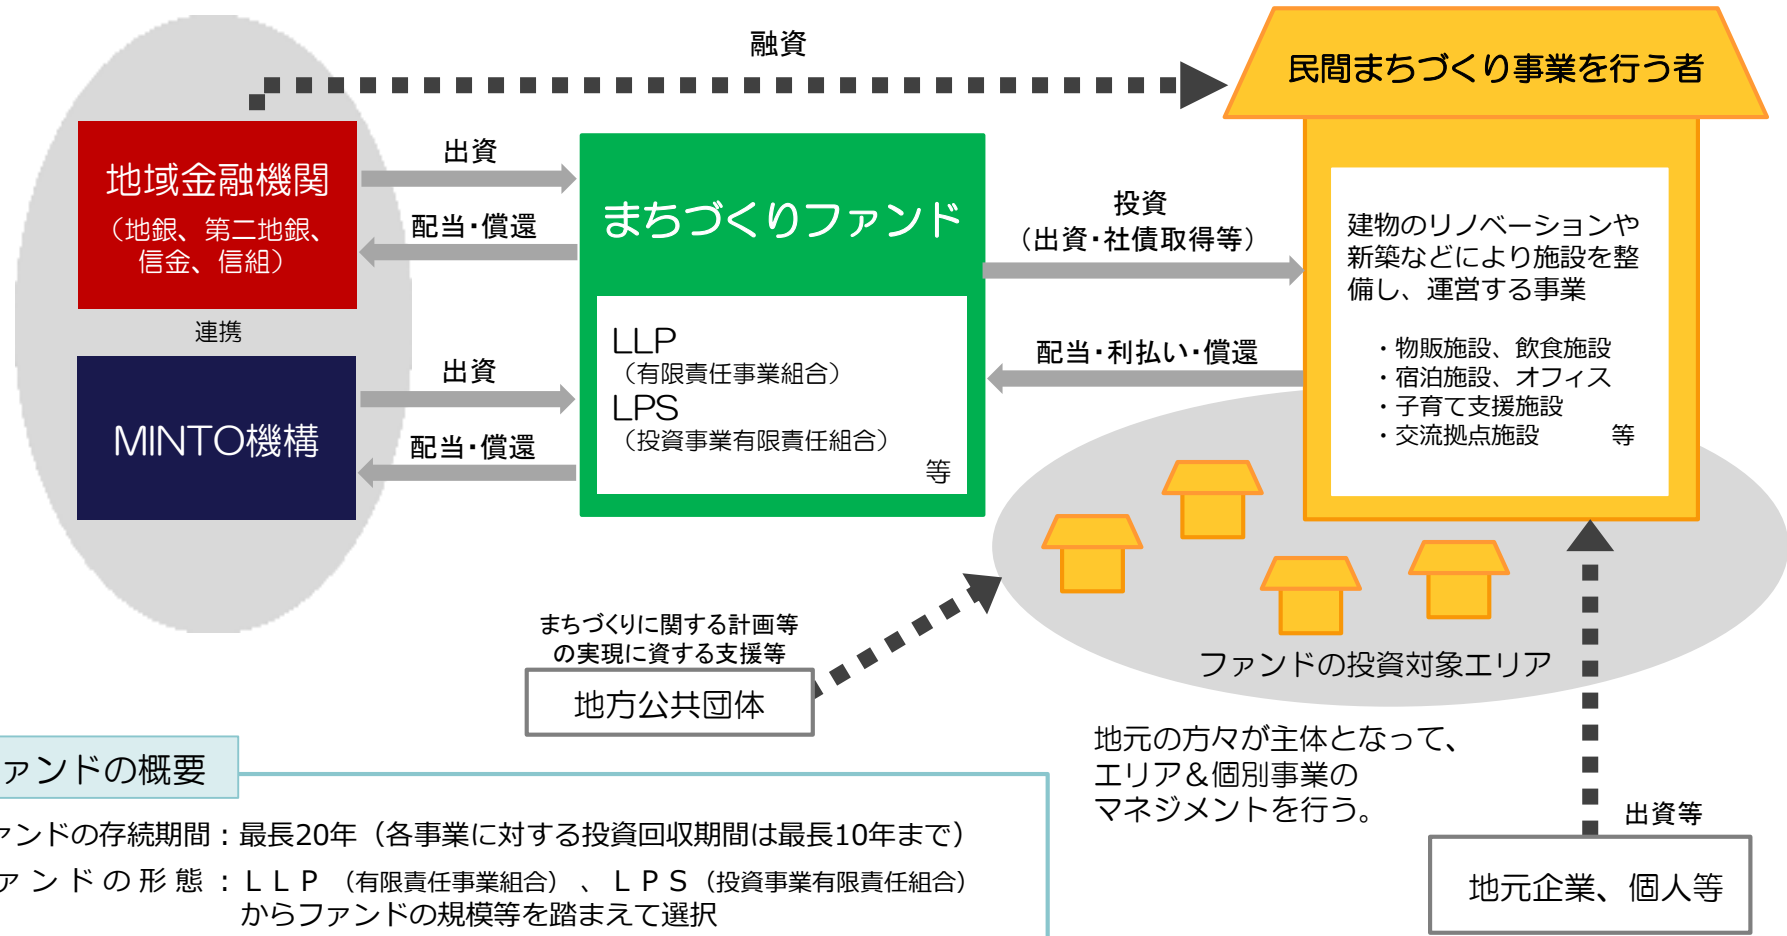 融資
民間まちづくり事業を行う者
地域金融機関
（地銀、第二地銀、
信金、信組）
連携
MINTO機構
出資
配当・償還
出資
配当・償還
まちづくりファンド
LLP
（有限責任事業組合）
LPS
（投資事業有限責任組合）
等
投資
（出資・社債取得等）
配当・利払い・償還
建物のリノベーションや
新築などにより施設を整
備し、運営する事業
・物販施設、飲食施設
・宿泊施設、オフィス
・子育て支援施設
・交流拠点施設　　　等
ファンドの投資対象エリア
まちづくりに関する計画等
の実現に資する支援等
地方公共団体
地元の方々が主体となって、
エリア＆個別事業の
マネジメントを行う。
出資等
地元企業、個人等
ァンドの概要
ァンドの存続期間：最長20年（各事業に対する投資回収期間は最長10年まで）
ァンドの形態：ＬＬＰ（有限責任事業組合）、ＬＰＳ（投資事業有限責任組合）
からファンドの規模等を踏まえて選択